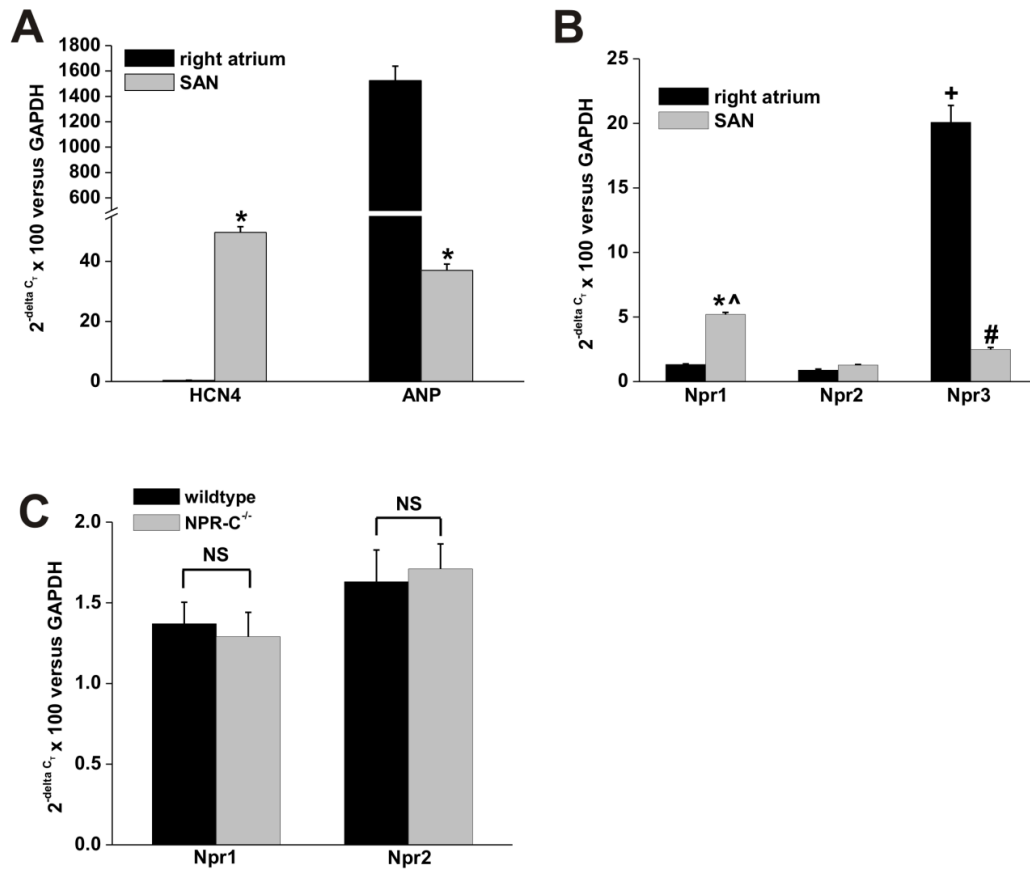 A
1800
1600
1400
1200
1000
800
600
40
20
0
2^-delta C_T x 100 versus GAPDH
right atrium
SAN
*
*
HCN4
ANP
B
25
20
15
10
5
0
2^-delta C_T x 100 versus GAPDH
right atrium
SAN
*^
+
#
Npr1
Npr2
Npr3
C
2.0
1.5
1.0
0.5
0.0
2^-delta C_T x 100 versus GAPDH
wildtype
NPR-C^-/-
NS
NS
Npr1
Npr2